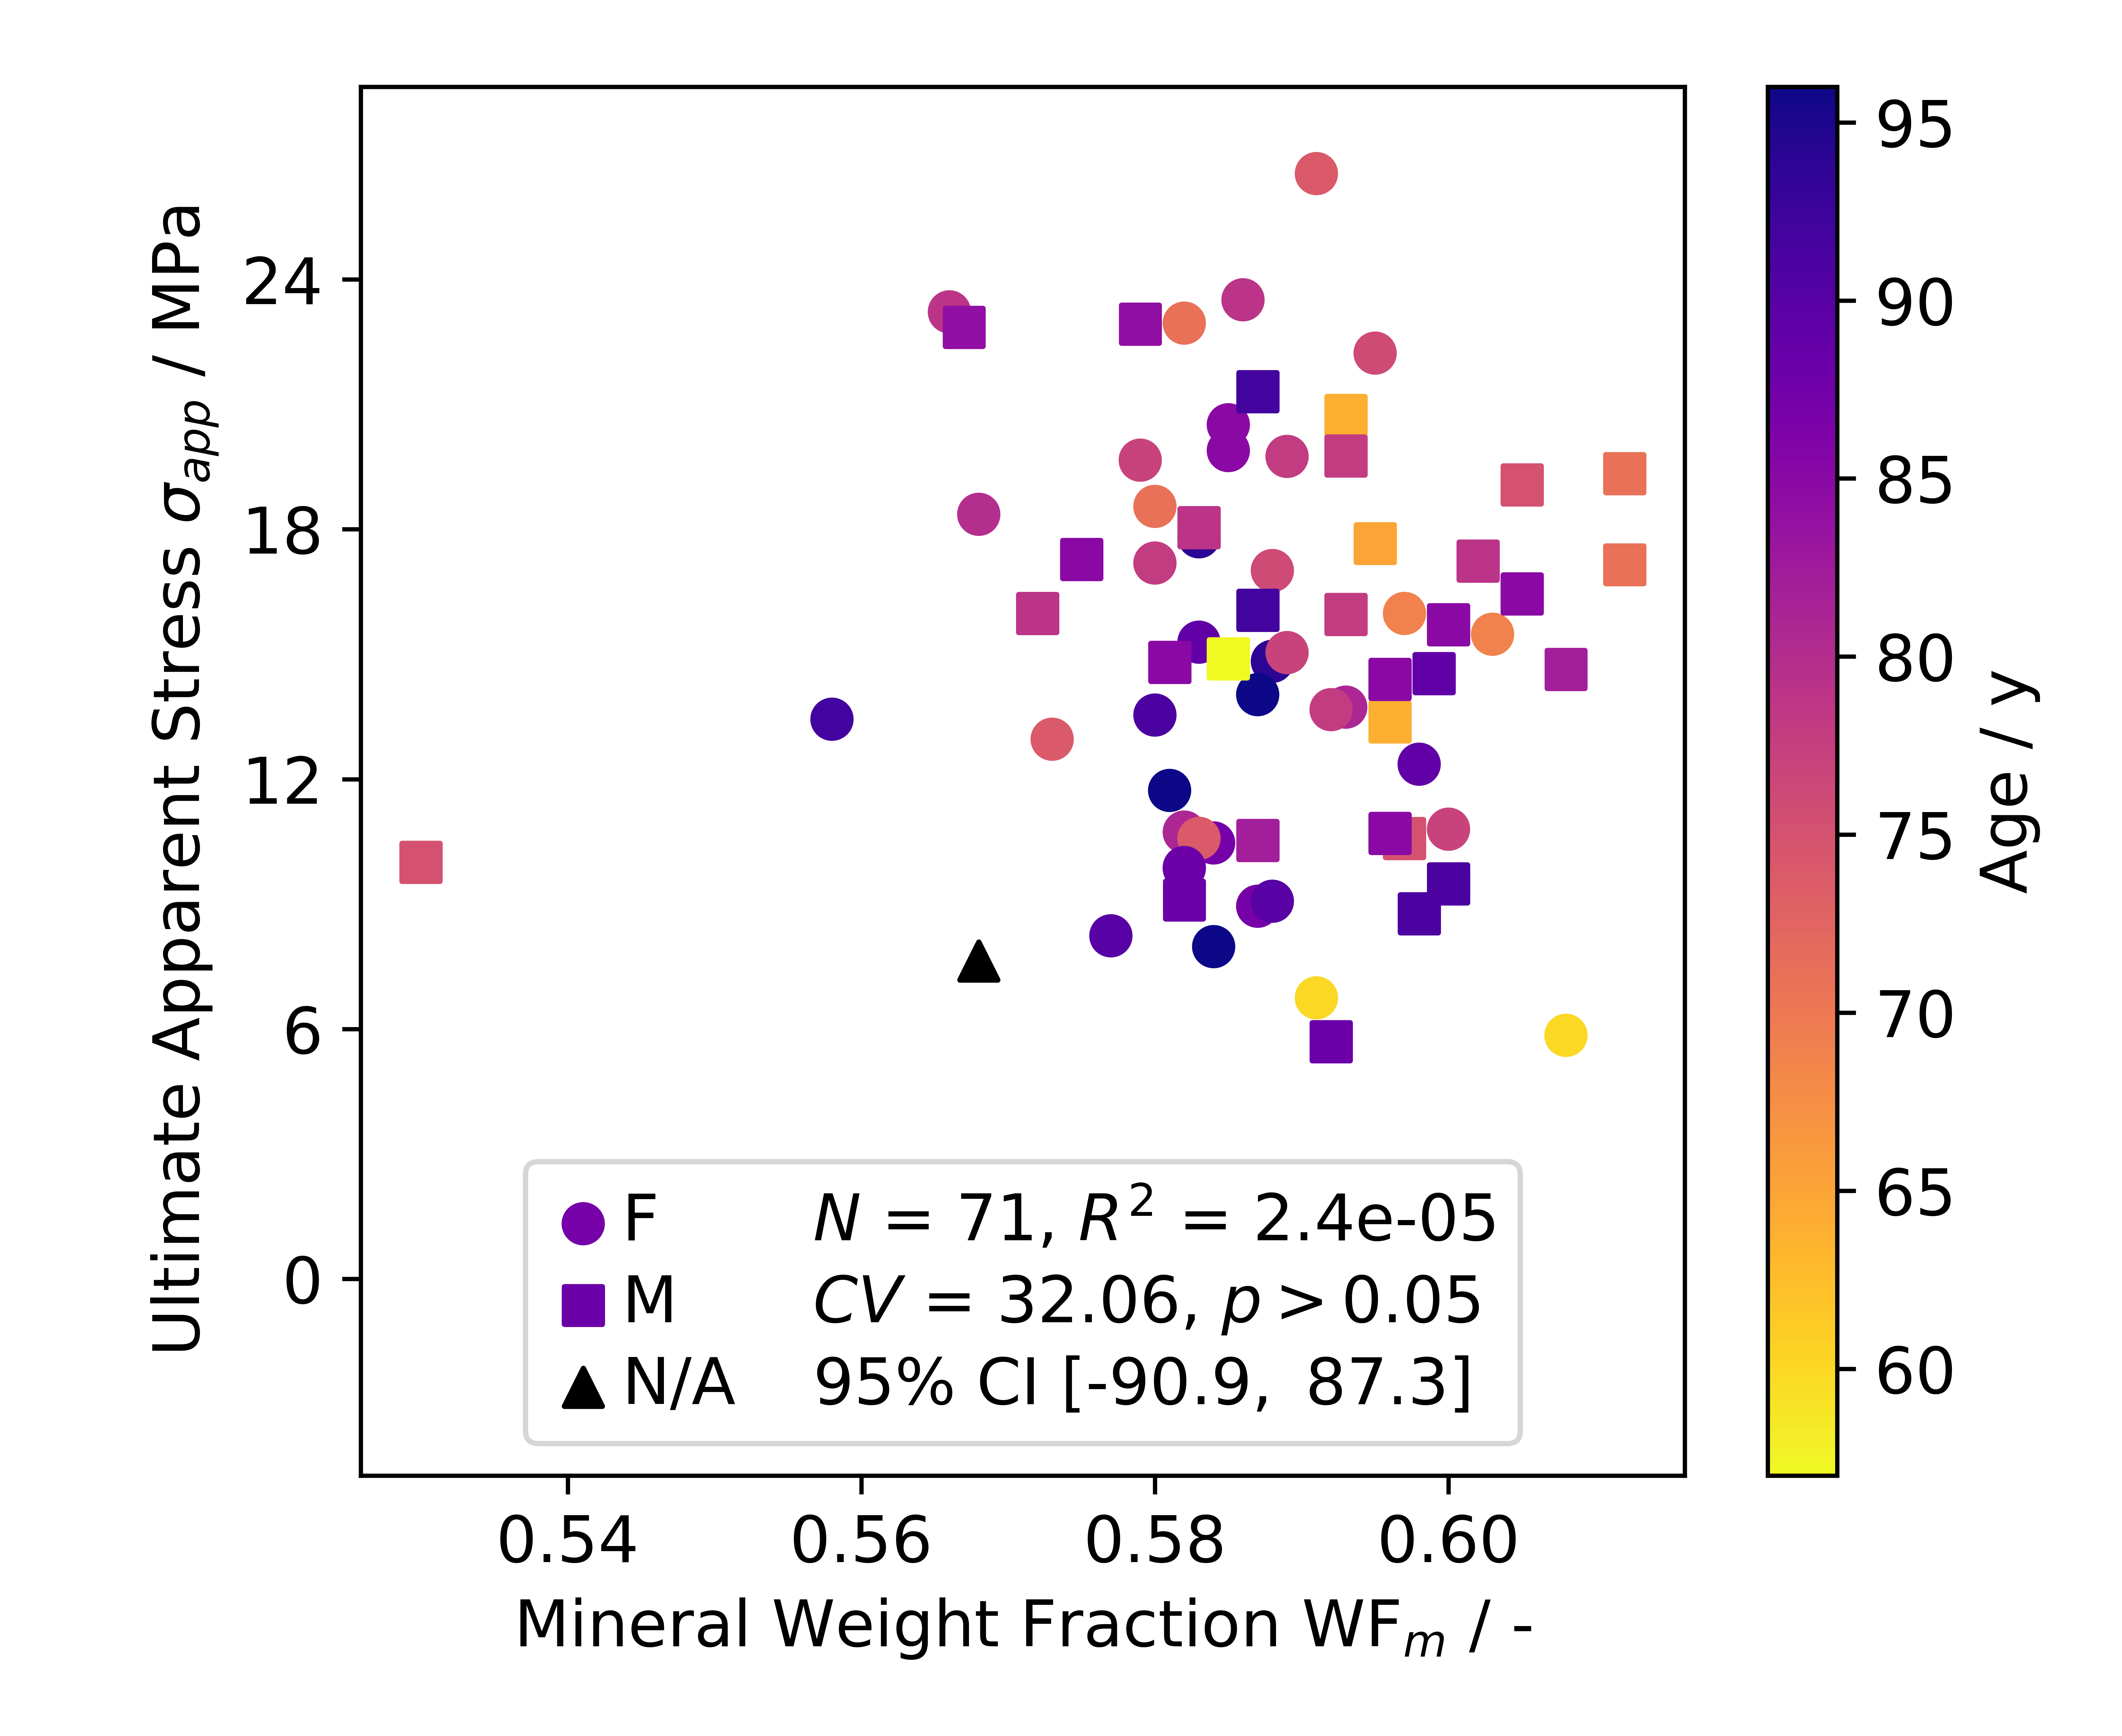 Ultimate Apparent Stress σapp / MPa
24
18
12
6
0
F N = 71, R² = 2.4e-05
M CV = 32.06, p > 0.05
N/A 95% CI [-90.9, 87.3]
0.54 0.56 0.58 0.60
Mineral Weight Fraction WFm / -
95
90
85
80
75
70
65
60
Age / y